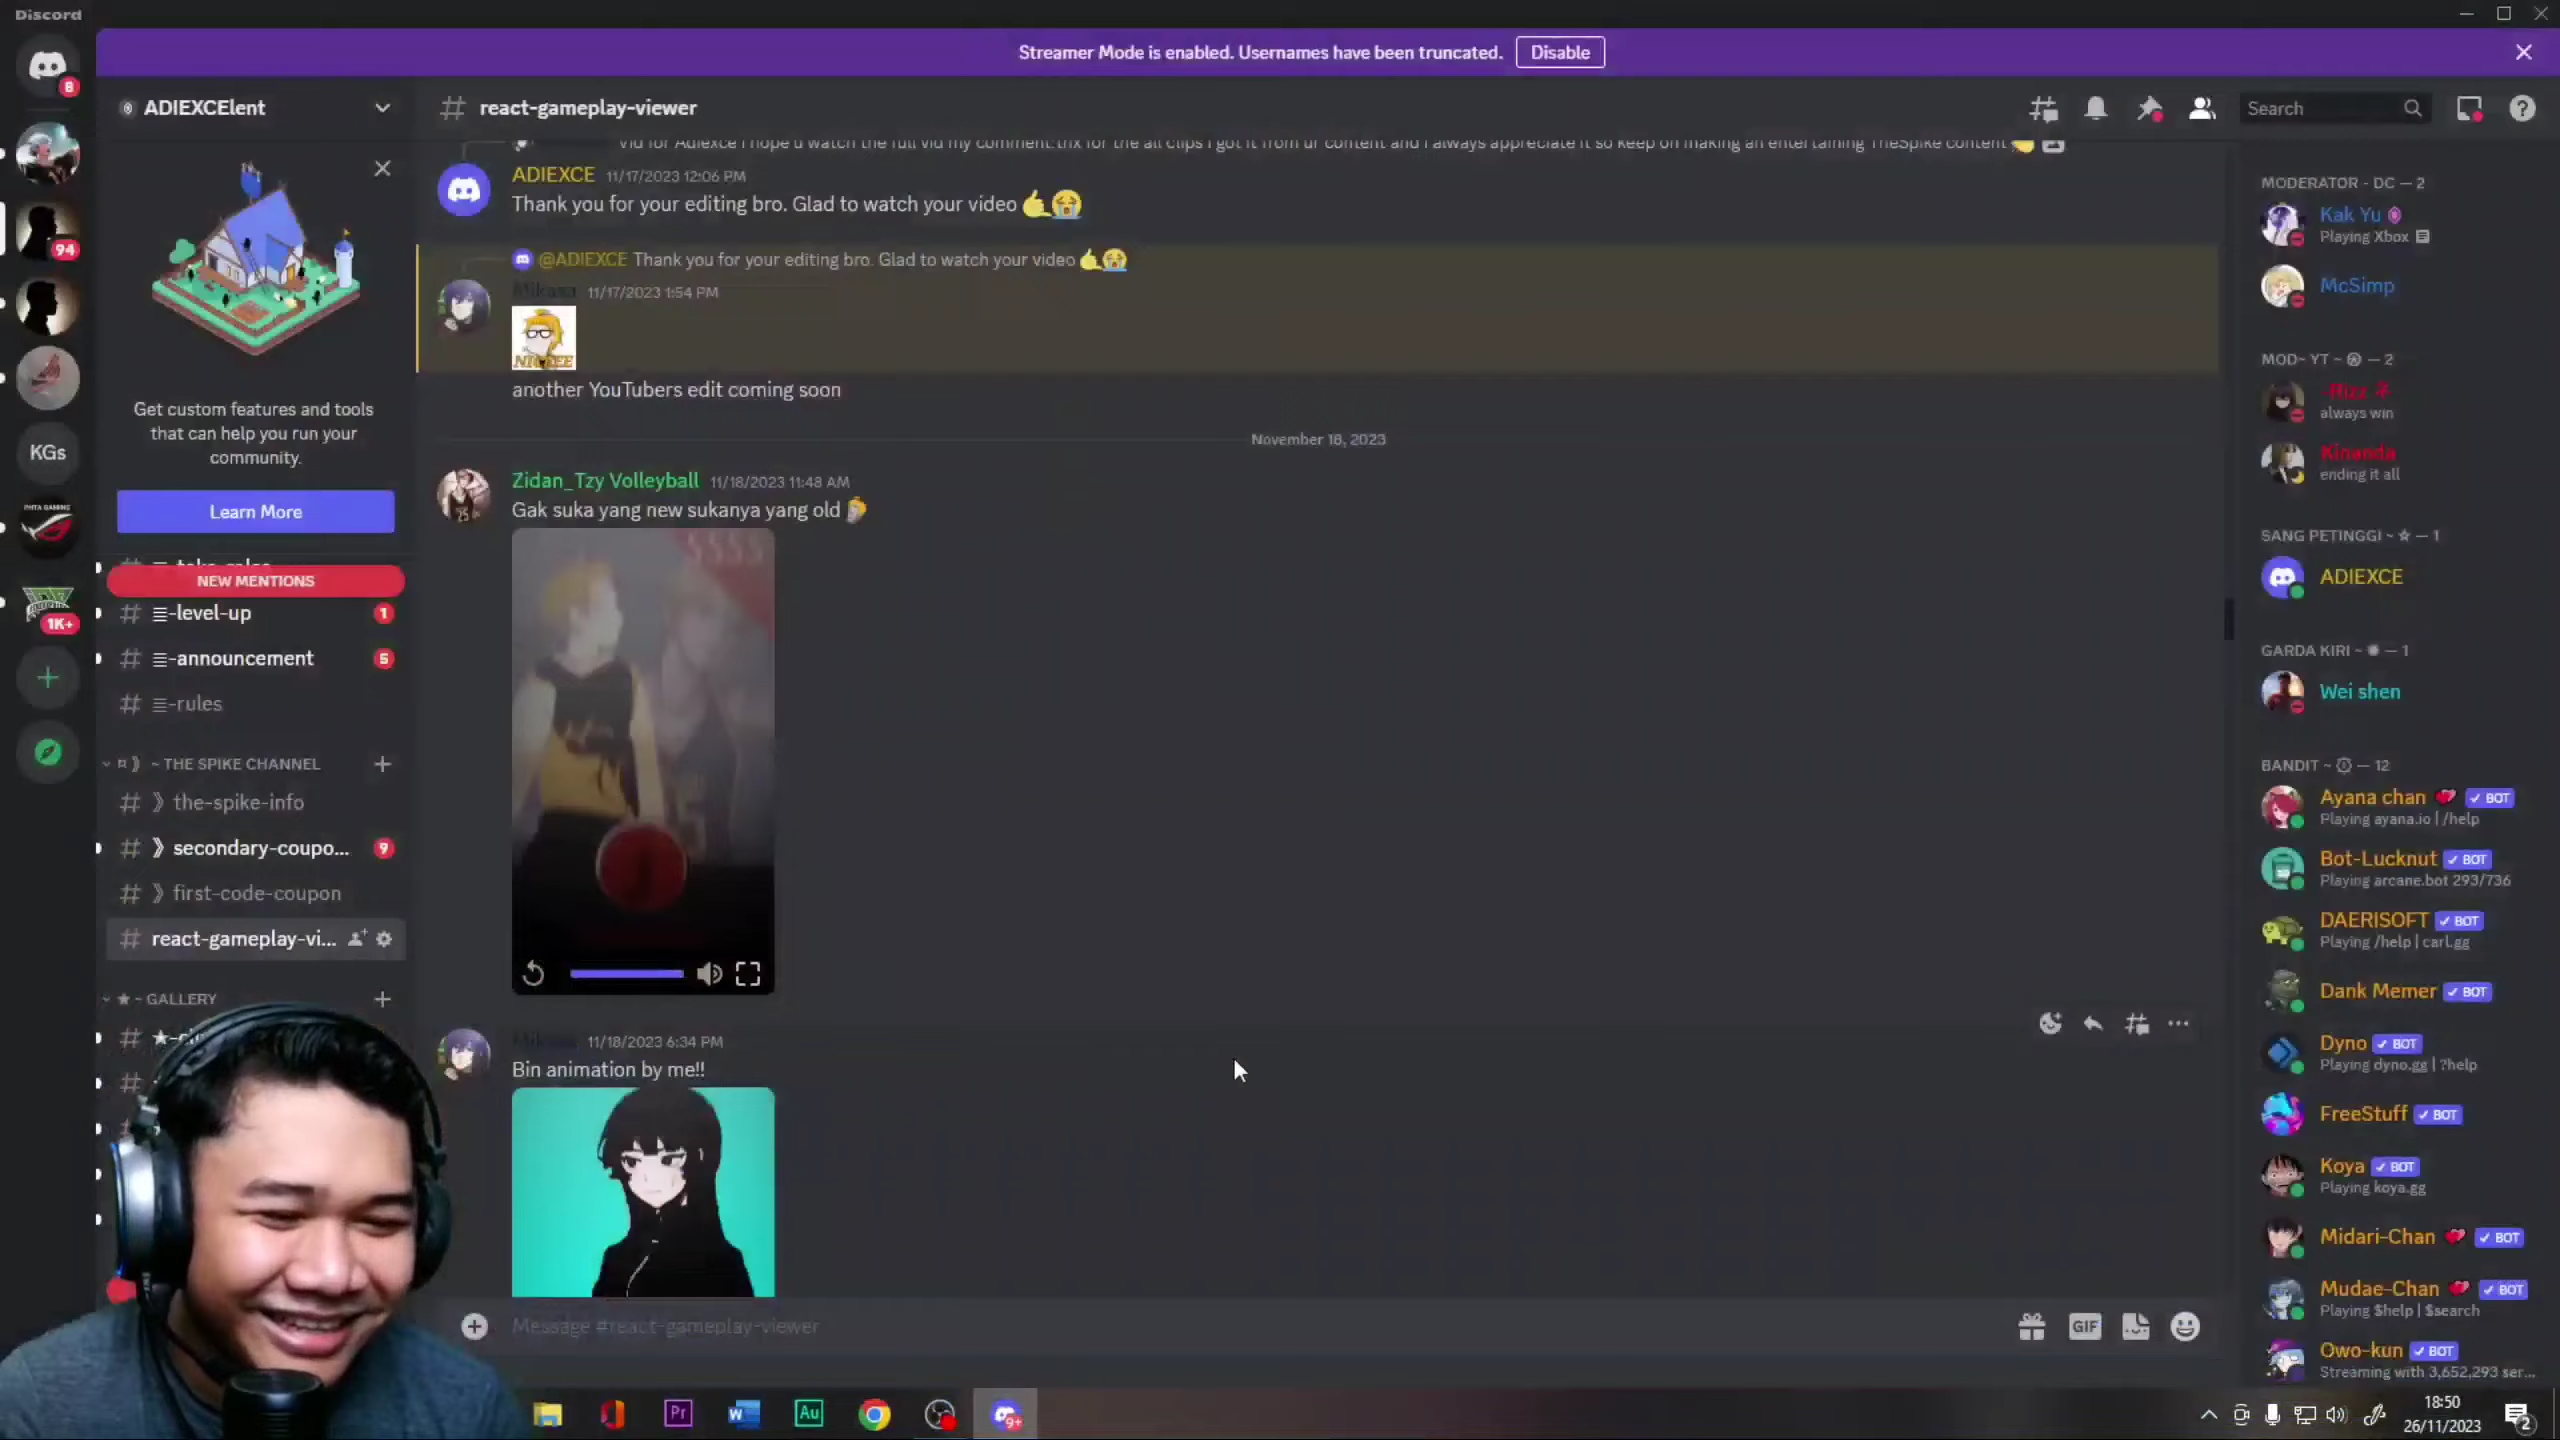 Discord
Streamer Mode is enabled. Usernames have been truncated.
Disable
8
94
KGs
1K+
ADIEXCElent
Get custom features and tools
that can help you run your
community.
Learn More
NEW MENTIONS
-level-up
1
-announcement
5
-rules
~ THE SPIKE CHANNEL
the-spike-info
secondary-coupo...
9
first-code-coupon
react-gameplay-vi...
~ GALLERY
react-gameplay-viewer
Search
Vid for Adiexce I hope u watch the full vid my comment:tnx for the all clips I got it from ur content and I always appreciate it so keep on making an entertaining TheSpike content
ADIEXCE 11/17/2023 12:06 PM
Thank you for your editing bro. Glad to watch your video
@ADIEXCE Thank you for your editing bro. Glad to watch your video
Mikasa 11/17/2023 1:54 PM
another YouTubers edit coming soon
November 18, 2023
Zidan_Tzy Volleyball 11/18/2023 11:48 AM
Gak suka yang new sukanya yang old
Mikasa 11/18/2023 6:34 PM
Bin animation by me!!
Message #react-gameplay-viewer
GIF
MODERATOR - DC — 2
Kak Yu
Playing Xbox
McSimp
MOD~ YT ~ — 2
always win
Kinanda
ending it all
SANG PETINGGI ~ ☆ — 1
ADIEXCE
GARDA KIRI ~ — 1
Wei shen
BANDIT ~ — 12
Ayana chan BOT
Playing ayana.io | /help
Bot-Lucknut BOT
Playing arcane.bot 293/736
DAERISOFT BOT
Playing /help | carl.gg
Dank Memer BOT
Dyno BOT
Playing dyno.gg | ?help
FreeStuff BOT
Koya BOT
Playing koya.gg
Midari-Chan BOT
Mudae-Chan BOT
Playing $help | $search
Owo-kun BOT
Streaming with 3,652,293 ser...
Pr
Au
9+
18:50
26/11/2023
2